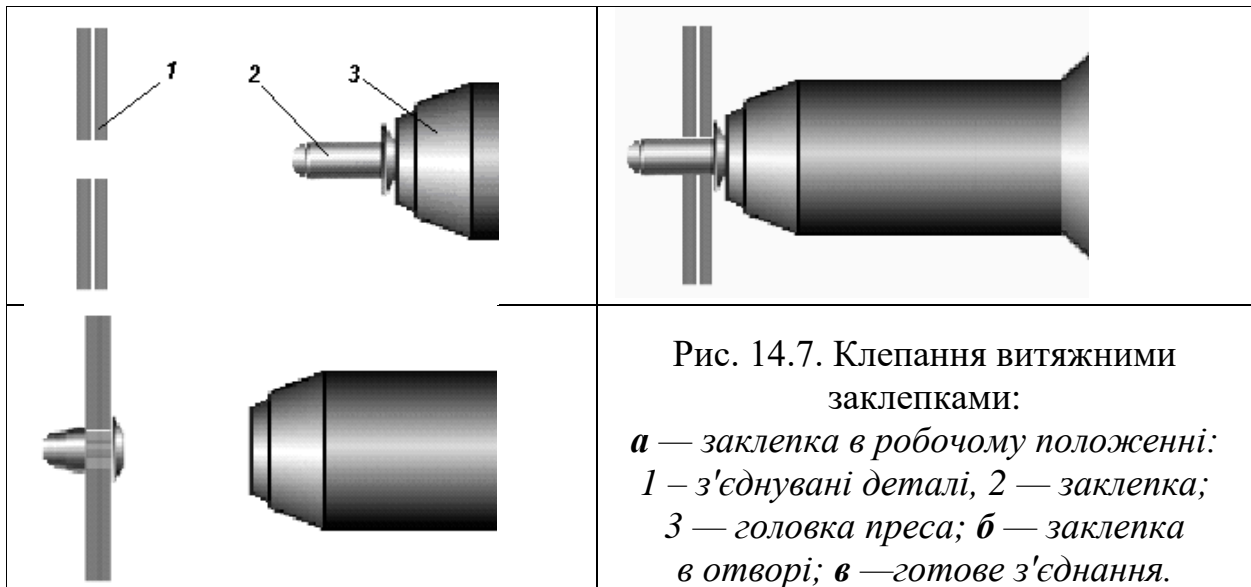 1
2
3
Рис. 14.7. Клепання витяжними
заклепками:
а — заклепка в робочому положенні:
1 – з'єднувані деталі, 2 — заклепка;
3 — головка преса; б — заклепка
в отворі; в —готове з'єднання.